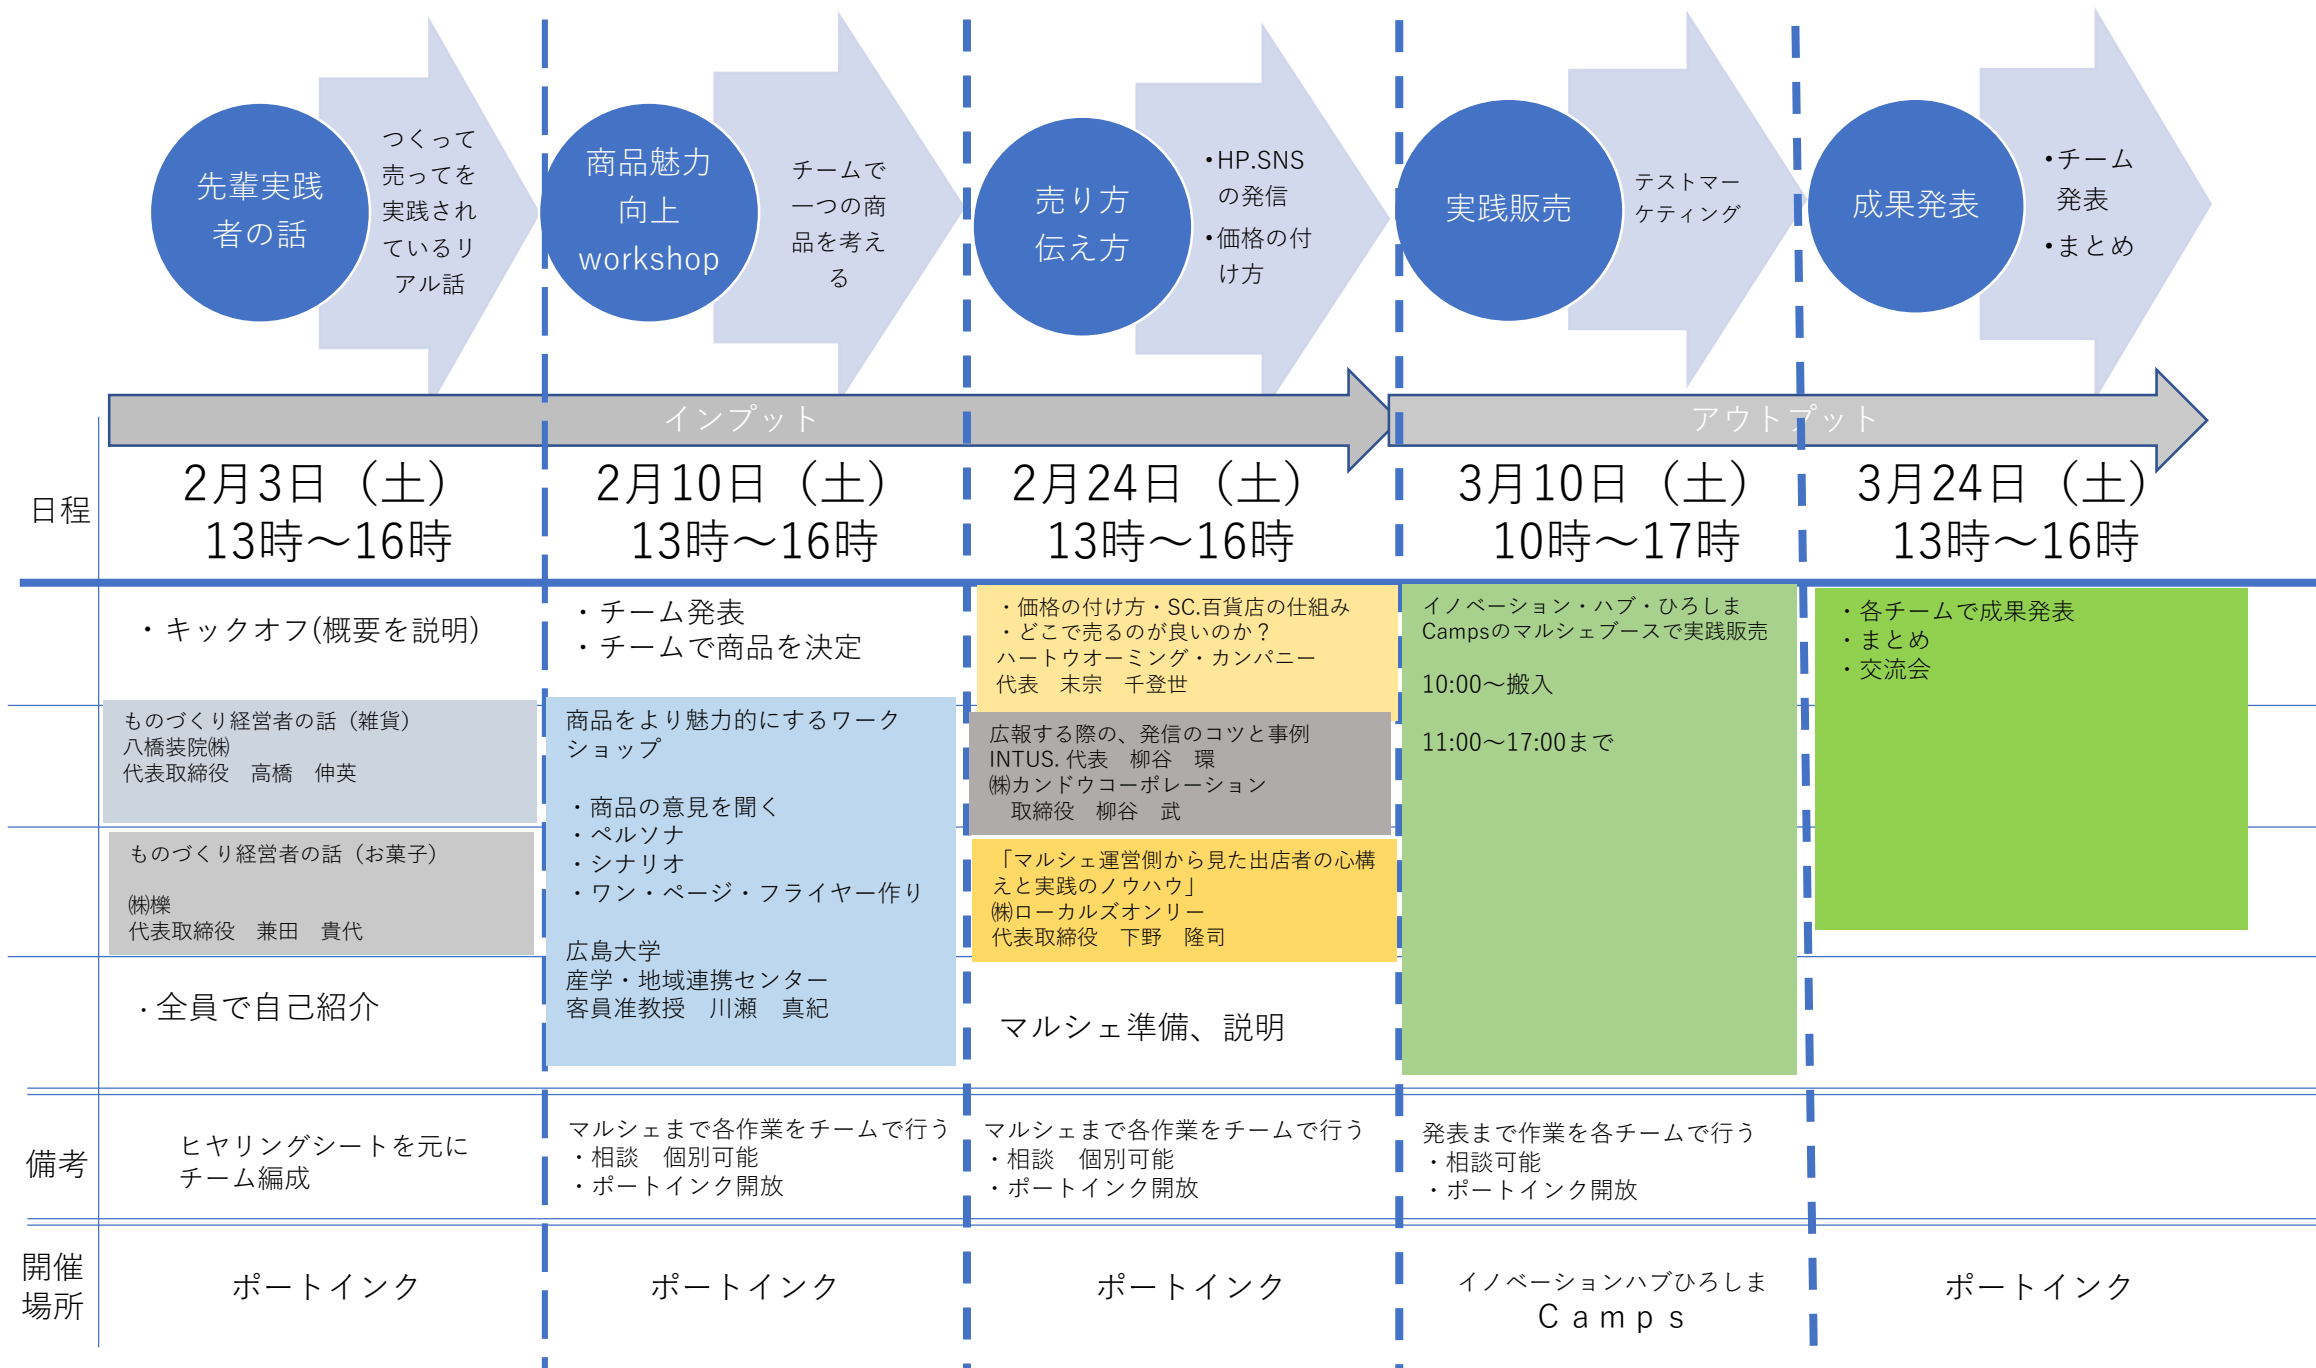 先輩実践
者の話
つくって
売ってを
実践され
ているリ
アル話
商品魅力
向上
workshop
チームで
一つの商
品を考え
る
売り方
伝え方
・HP.SNS
の発信
・価格の付
け方
実践販売
テストマー
ケティング
成果発表
・チーム
発表
・まとめ
インプット
アウトプット
日程
2月3日（土）
13時～16時
2月10日（土）
13時～16時
2月24日（土）
13時～16時
3月10日（土）
10時～17時
3月24日（土）
13時～16時
・キックオフ(概要を説明)
ものづくり経営者の話（雑貨）
八橋装院㈱
代表取締役　高橋　伸英
ものづくり経営者の話（お菓子）
㈱櫟
代表取締役　兼田　貴代
・全員で自己紹介
・チーム発表
・チームで商品を決定
商品をより魅力的にするワーク
ショップ
・商品の意見を聞く
・ペルソナ
・シナリオ
・ワン・ページ・フライヤー作り
広島大学
産学・地域連携センター
客員准教授　川瀬　真紀
・価格の付け方・SC.百貨店の仕組み
・どこで売るのが良いのか？
ハートウオーミング・カンパニー
代表　末宗　千登世
広報する際の、発信のコツと事例
INTUS. 代表　柳谷　環
㈱カンドウコーポレーション
取締役　柳谷　武
「マルシェ運営側から見た出店者の心構
えと実践のノウハウ」
㈱ローカルズオンリー
代表取締役　下野　隆司
マルシェ準備、説明
イノベーション・ハブ・ひろしま
Campsのマルシェブースで実践販売
10:00～搬入
11:00～17:00まで
・各チームで成果発表
・まとめ
・交流会
備考
ヒヤリングシートを元に
チーム編成
マルシェまで各作業をチームで行う
・相談　個別可能
・ポートインク開放
マルシェまで各作業をチームで行う
・相談　個別可能
・ポートインク開放
発表まで作業を各チームで行う
・相談可能
・ポートインク開放
開催
場所
ポートインク
ポートインク
ポートインク
イノベーションハブひろしま
Ｃａｍｐｓ
ポートインク